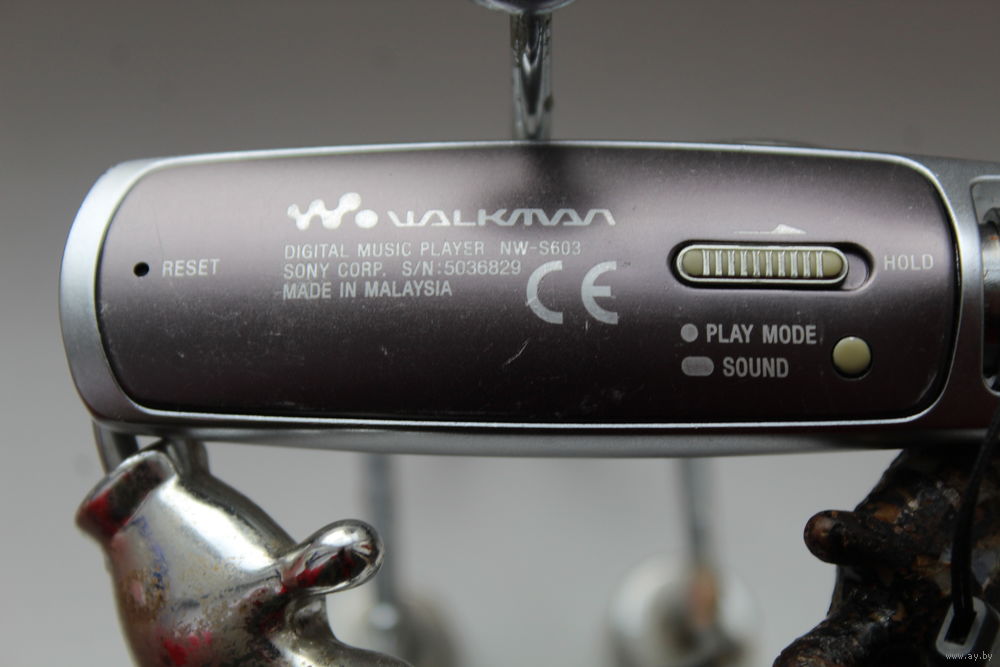 WALKMAN
DIGITAL MUSIC PLAYER NW-S603
SONY CORP. S/N:5036829
MADE IN MALAYSIA
CE
RESET
HOLD
PLAY MODE
SOUND
www.ay.by